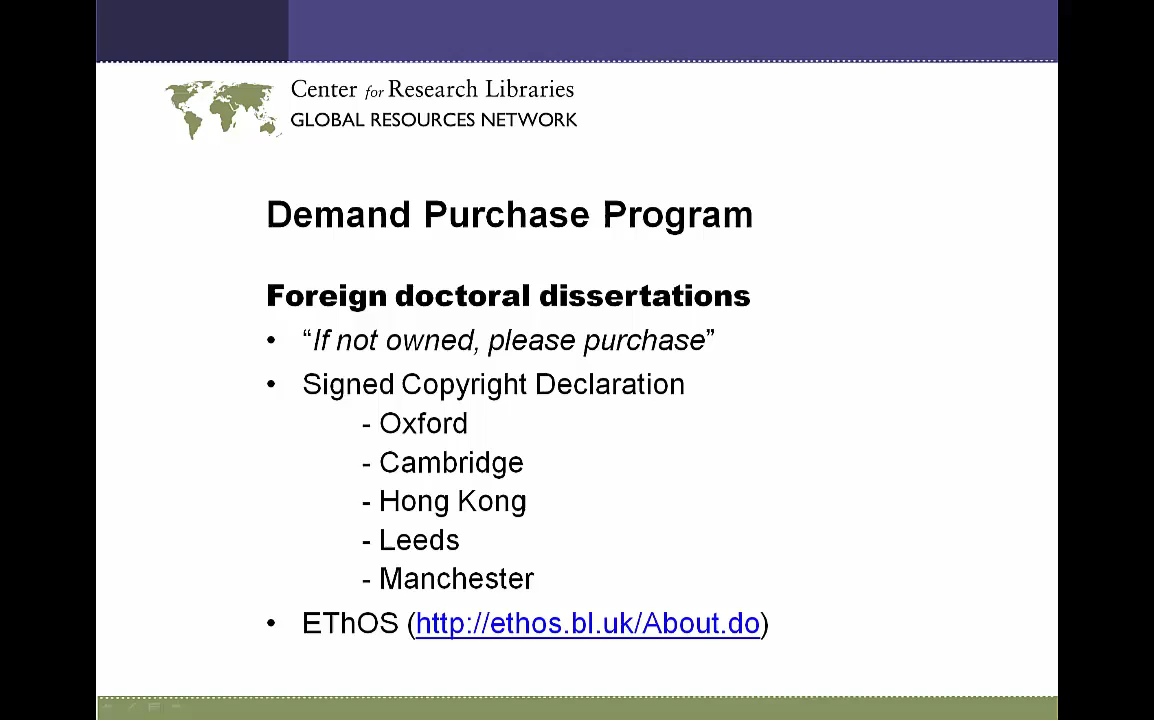 Center for Research Libraries
GLOBAL RESOURCES NETWORK
Demand Purchase Program
Foreign doctoral dissertations
• “If not owned, please purchase”
• Signed Copyright Declaration
- Oxford
- Cambridge
- Hong Kong
- Leeds
- Manchester
• EThOS (http://ethos.bl.uk/About.do)